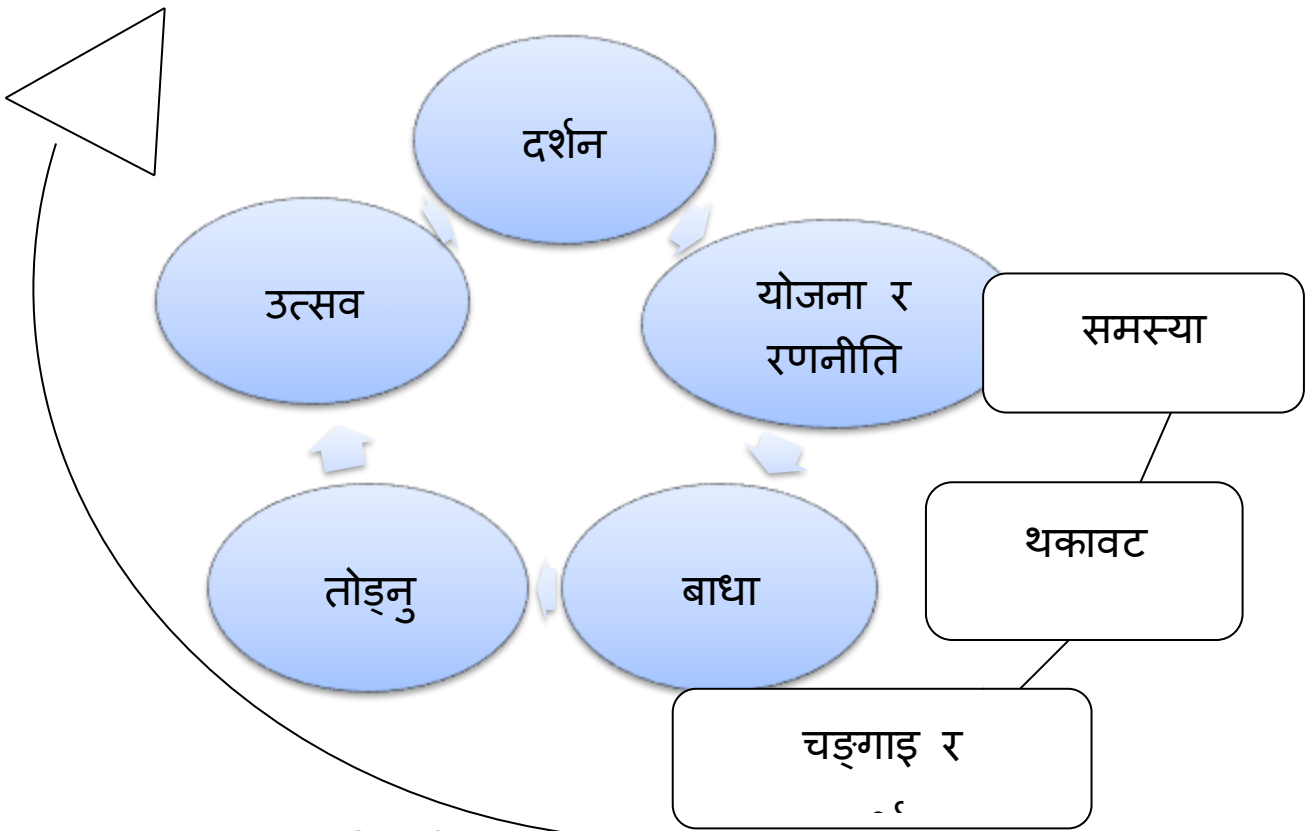 दर्शन
योजना र
रणनीति
समस्या
उत्सव
थकावट
तोड्नु
बाधा
चङ्गाइ र